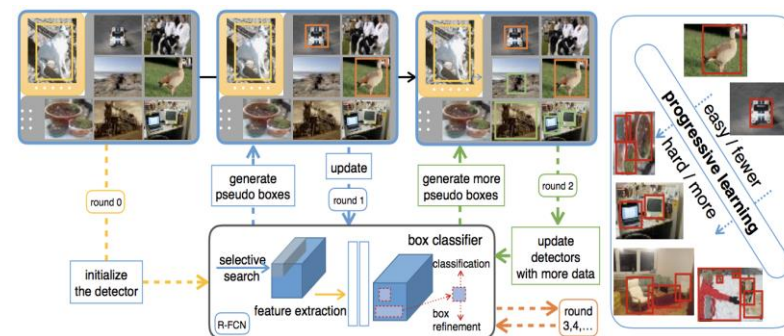 round 0
initialize
the detector
generate
pseudo boxes
update
round 1
generate more
pseudo boxes
round 2
update
detectors
with more data
selective
search
feature extraction
R-FCN
box classifier
classification
box
refinement
round
3,4,...
easy / fewer
progressive learning
hard / more